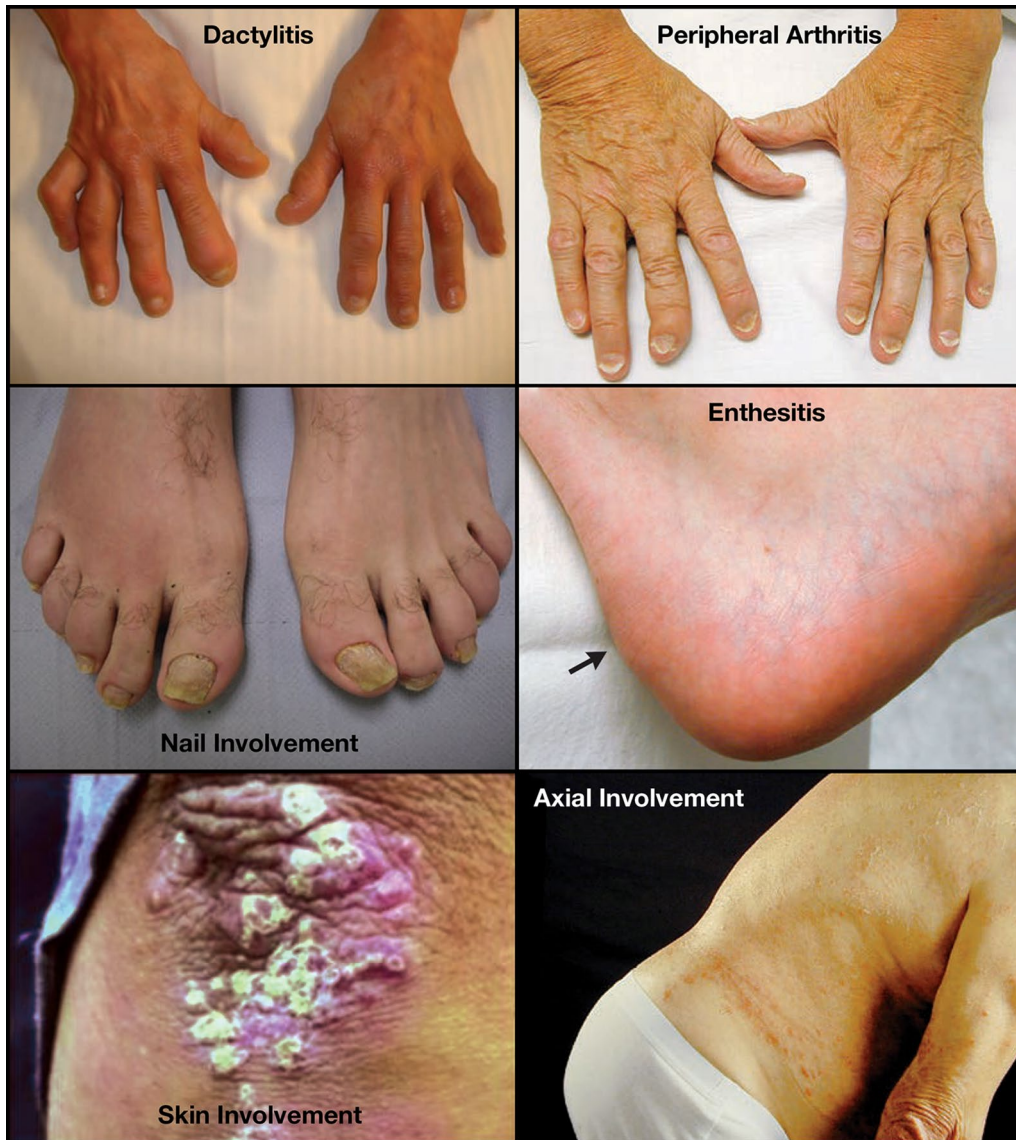 Dactylitis
Peripheral Arthritis
Nail Involvement
Enthesitis
Skin Involvement
Axial Involvement